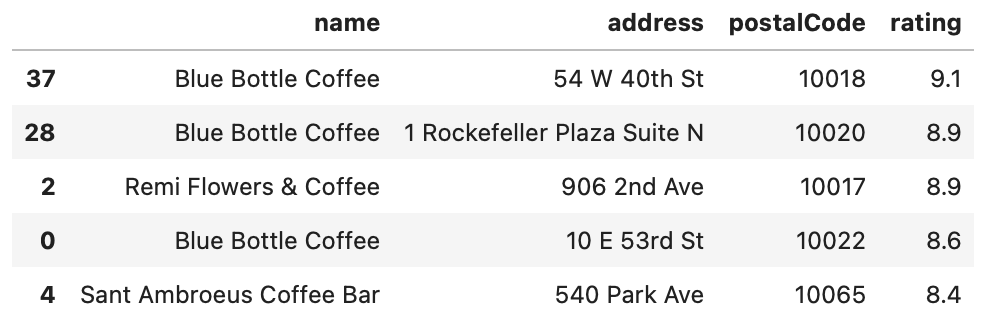 name address postalCode rating
37 Blue Bottle Coffee 54 W 40th St 10018 9.1
28 Blue Bottle Coffee 1 Rockefeller Plaza Suite N 10020 8.9
2 Remi Flowers & Coffee 906 2nd Ave 10017 8.9
0 Blue Bottle Coffee 10 E 53rd St 10022 8.6
4 Sant Ambroeus Coffee Bar 540 Park Ave 10065 8.4